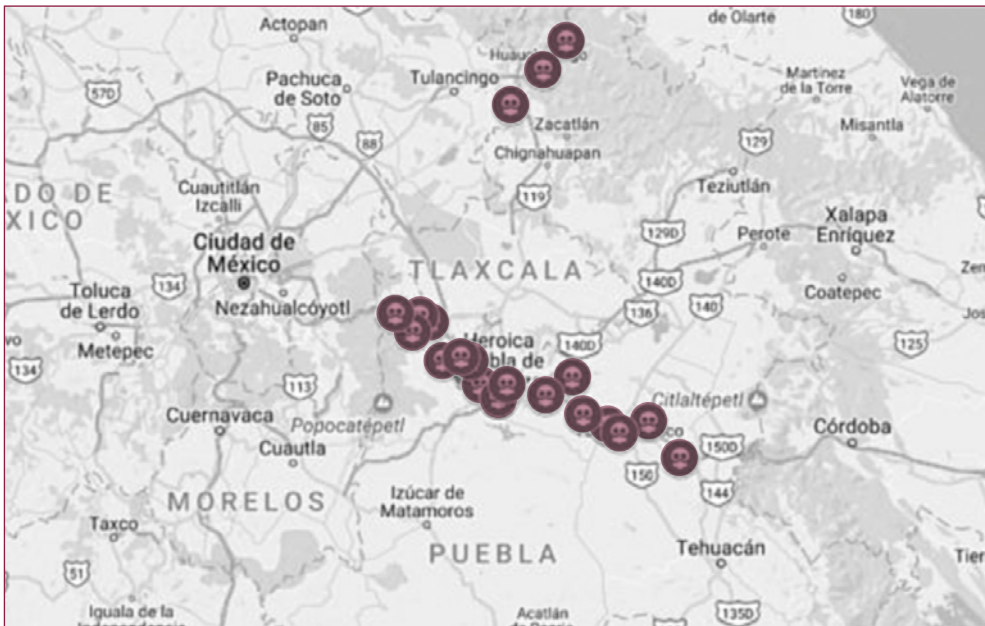 Actopan
de Olarte
180
Pachuca
de Soto
Tulancingo
57D
85
88
Martínez
de la Torre
Vega de
Alatorre
Misantla
Zacatlán
Chignahuapan
129
119
Teziutlán
Cuautitlán
Izcalli
Ciudad de
México
Nezahualcóyotl
TLAXCALA
129D
Perote
Xalapa
Enríquez
140D
Coatepec
134
Toluca
de Lerdo
Metepec
134
136
140
140D
125
Heroica
113
Cuernavaca
Cuautla
Popocatépetl
Citlaltépetl
Córdoba
150D
150
144
MORELOS
Izúcar de
Matamoros
PUEBLA
Tehuacán
Taxco
51
Iguala de la
Acatlán
135D